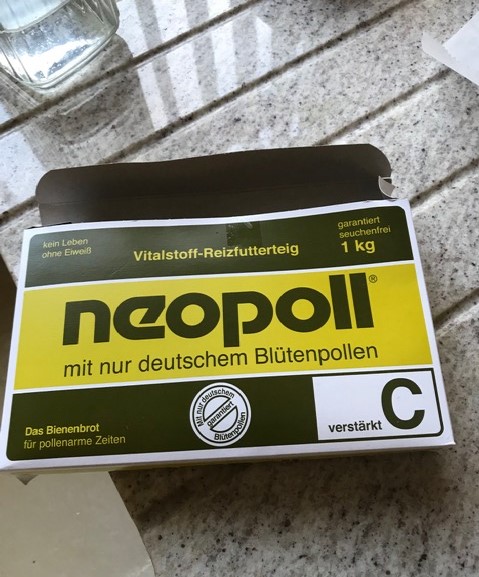 kein Leben
ohne Eiweiß
Vitalstoff-Reizfutterteig
garantiert
seuchenfrei
1 kg
neopoll®
mit nur deutschem Blütenpollen
Das Bienenbrot
für pollenarme Zeiten
Mit nur deutschem
garantiert
Blütenpollen
verstärkt
C